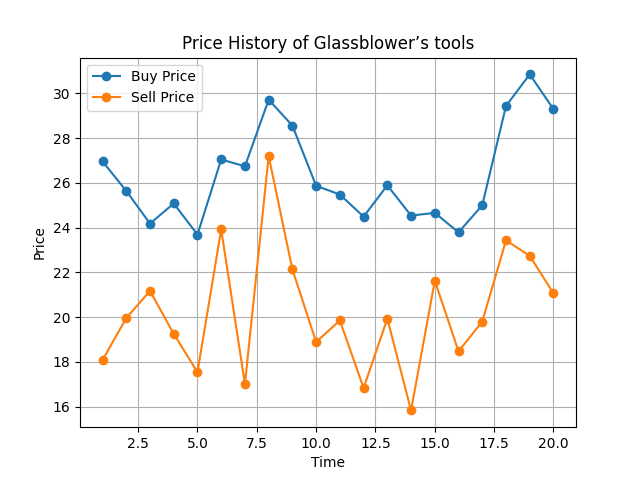 Price History of Glassblower’s tools
Buy Price
Sell Price
Price
30
28
26
24
22
20
18
16
2.5 5.0 7.5 10.0 12.5 15.0 17.5 20.0
Time